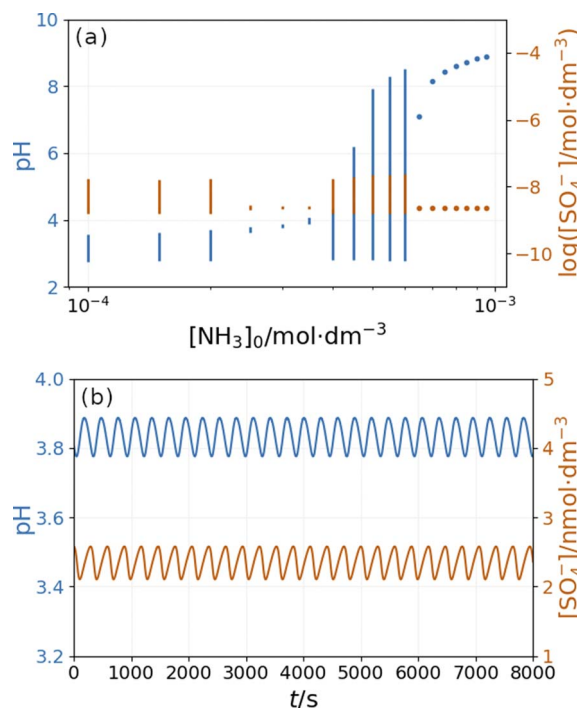 (a)
10
8
6
4
2
pH
−4
−6
−8
−10
log([SO₄⁻]/mol·dm⁻³)
10⁻⁴
10⁻³
[NH₃]₀/mol·dm⁻³
(b)
4.0
3.8
3.6
3.4
3.2
pH
5
4
3
2
1
[SO₄⁻]/nmol·dm⁻³
0 1000 2000 3000 4000 5000 6000 7000 8000
t/s